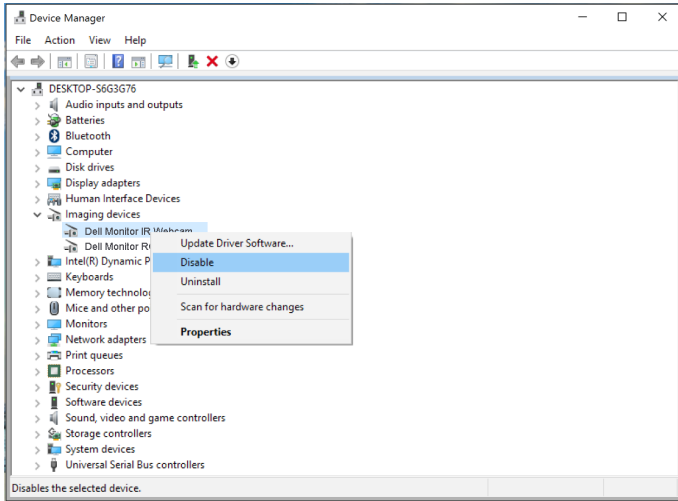 Device Manager
File Action View Help
DESKTOP-S6G3G76
Audio inputs and outputs
Batteries
Bluetooth
Computer
Disk drives
Display adapters
Human Interface Devices
Imaging devices
Dell Monitor IR Webcam
Dell Monitor
Update Driver Software...
Disable
Uninstall
Scan for hardware changes
Properties
Intel(R) Dynamic
Keyboards
Memory
Mice and other
Monitors
Network adapters
Print queues
Processors
Security devices
Software devices
Sound, video and game controllers
Storage controllers
System devices
Universal Serial Bus controllers
Disables the selected device.